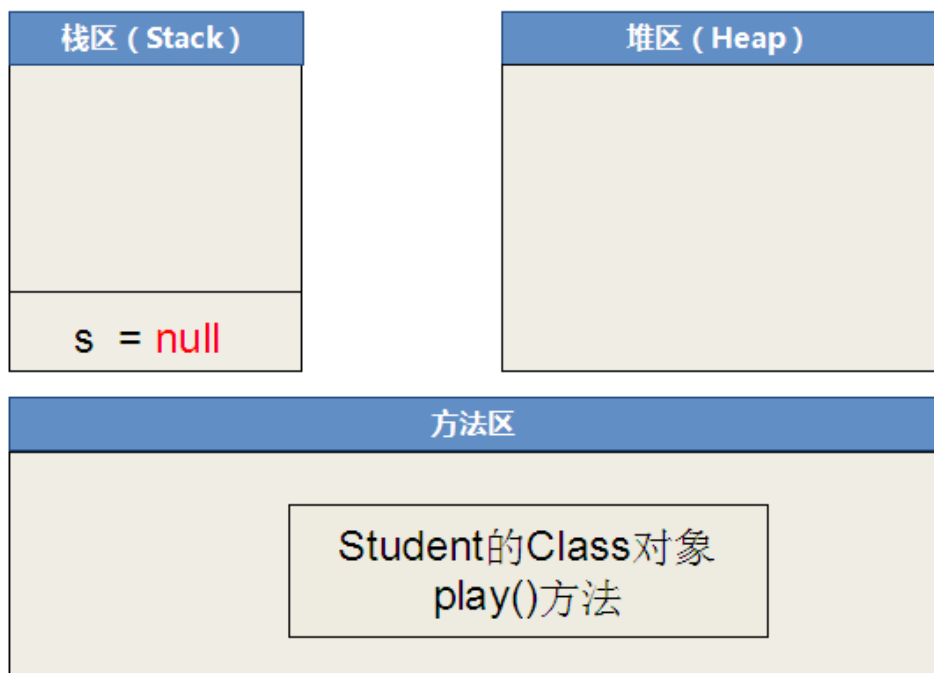 栈区（Stack）
堆区（Heap）
s = null
方法区
Student的Class对象
play()方法